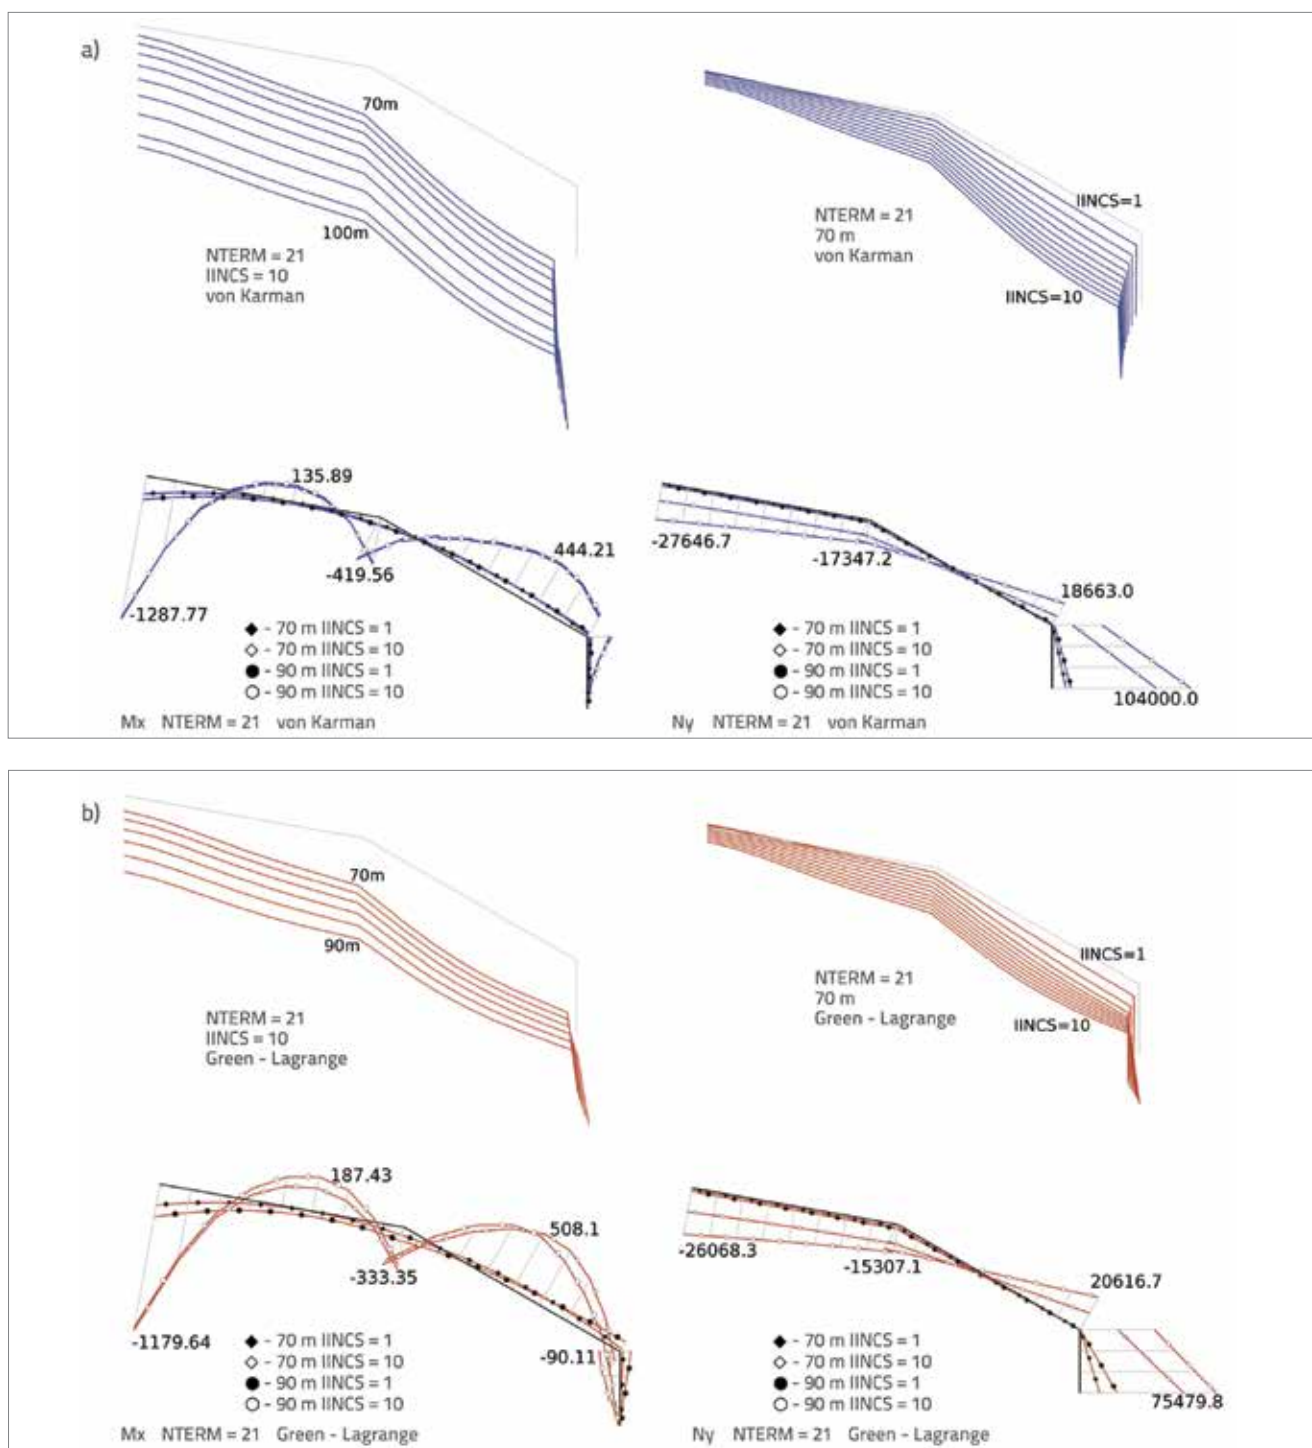 a)
70m
100m
NTERM = 21
IINCS = 10
von Karman
IINCS=1
NTERM = 21
70 m
von Karman
IINCS=10
135.89
444.21
-419.56
-1287.77
- 70 m IINCS = 1
- 70 m IINCS = 10
- 90 m IINCS = 1
- 90 m IINCS = 10
Mx NTERM = 21 von Karman
-27646.7
-17347.2
18663.0
104000.0
- 70 m IINCS = 1
- 70 m IINCS = 10
- 90 m IINCS = 1
- 90 m IINCS = 10
Ny NTERM = 21 von Karman
b)
70m
90m
NTERM = 21
IINCS = 10
Green - Lagrange
IINCS=1
NTERM = 21
70 m
Green - Lagrange
IINCS=10
187.43
508.1
-333.35
-1179.64
-90.11
- 70 m IINCS = 1
- 70 m IINCS = 10
- 90 m IINCS = 1
- 90 m IINCS = 10
Mx NTERM = 21 Green - Lagrange
-26068.3
-15307.1
20616.7
75479.8
- 70 m IINCS = 1
- 70 m IINCS = 10
- 90 m IINCS = 1
- 90 m IINCS = 10
Ny NTERM = 21 Green - Lagrange